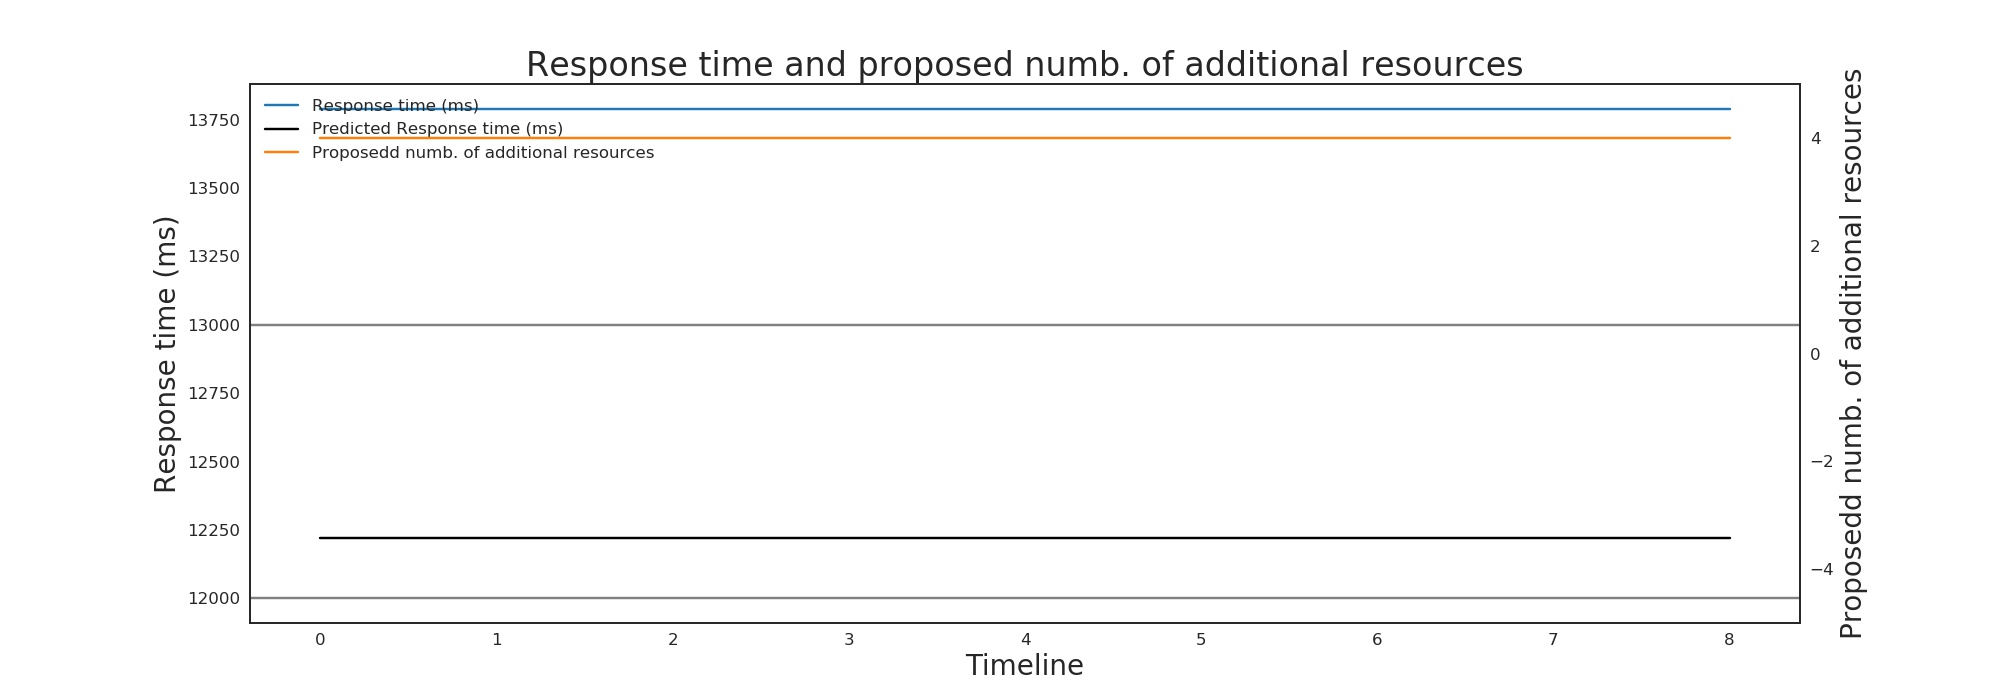 Response time and proposed numb. of additional resources
Response time (ms)
Predicted Response time (ms)
Proposedd numb. of additional resources
Response time (ms)
13750
13500
13250
13000
12750
12500
12250
12000
4
2
0
−2
−4
Proposedd numb. of additional resources
0 1 2 3 4 5 6 7 8
Timeline